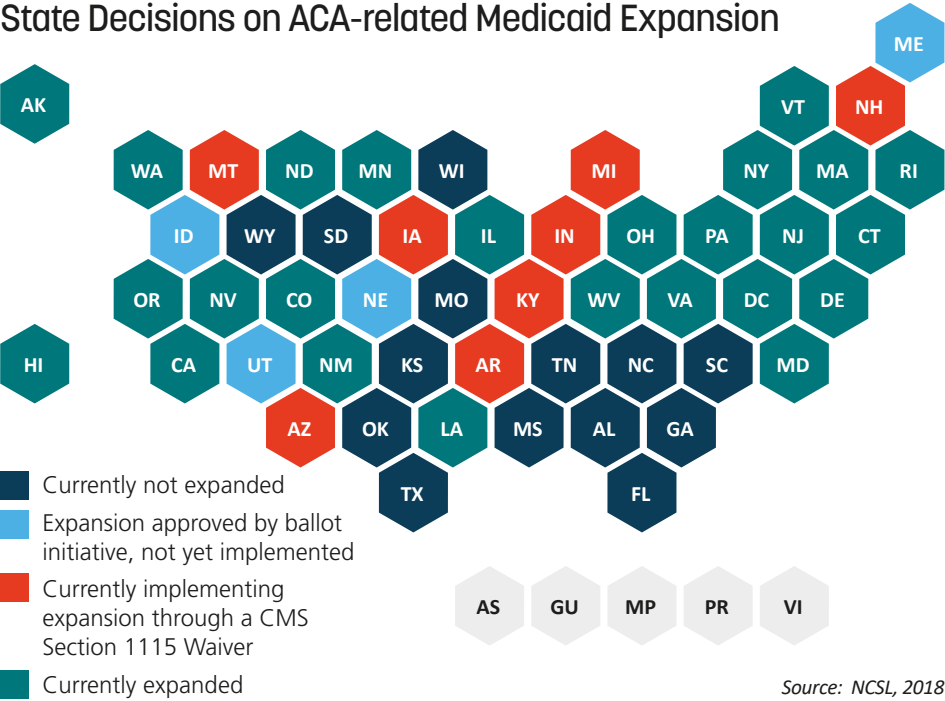 State Decisions on ACA-related Medicaid Expansion
ME
AK
VT
NH
WA
MT
ND
MN
WI
MI
NY
MA
RI
ID
WY
SD
IA
IL
IN
OH
PA
NJ
CT
OR
NV
CO
NE
MO
KY
WV
VA
DC
DE
HI
CA
UT
NM
KS
AR
TN
NC
SC
MD
AZ
OK
LA
MS
AL
GA
TX
FL
Currently not expanded
Expansion approved by ballot
initiative, not yet implemented
Currently implementing
expansion through a CMS
Section 1115 Waiver
Currently expanded
AS
GU
MP
PR
VI
Source: NCSL, 2018